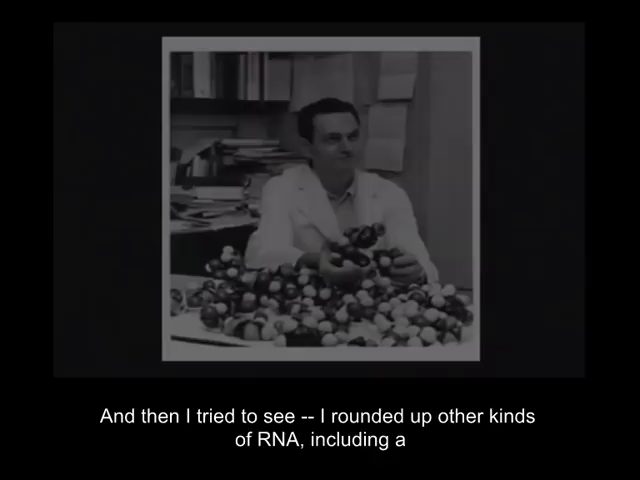 And then I tried to see -- I rounded up other kinds
of RNA, including a